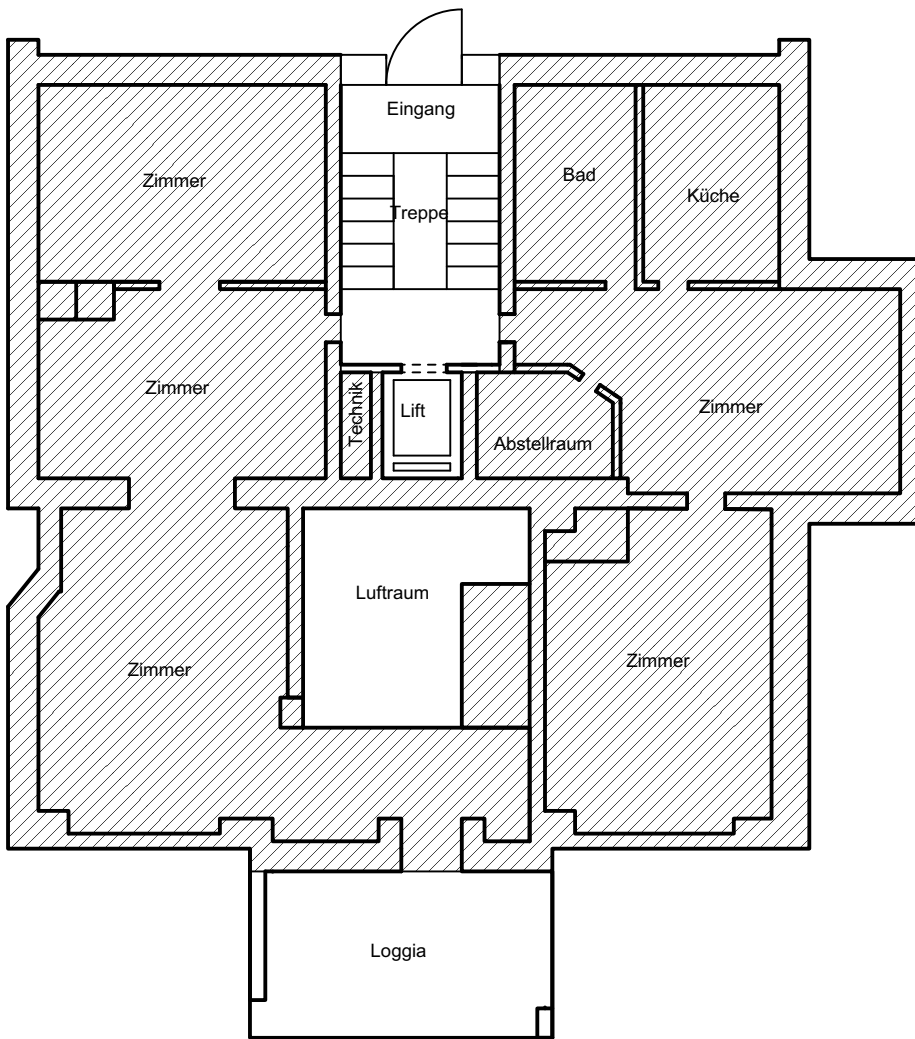 Eingang
Zimmer
Bad
Küche
Treppe
Zimmer
Technik
Lift
Zimmer
Abstellraum
Luftraum
Zimmer
Zimmer
Loggia